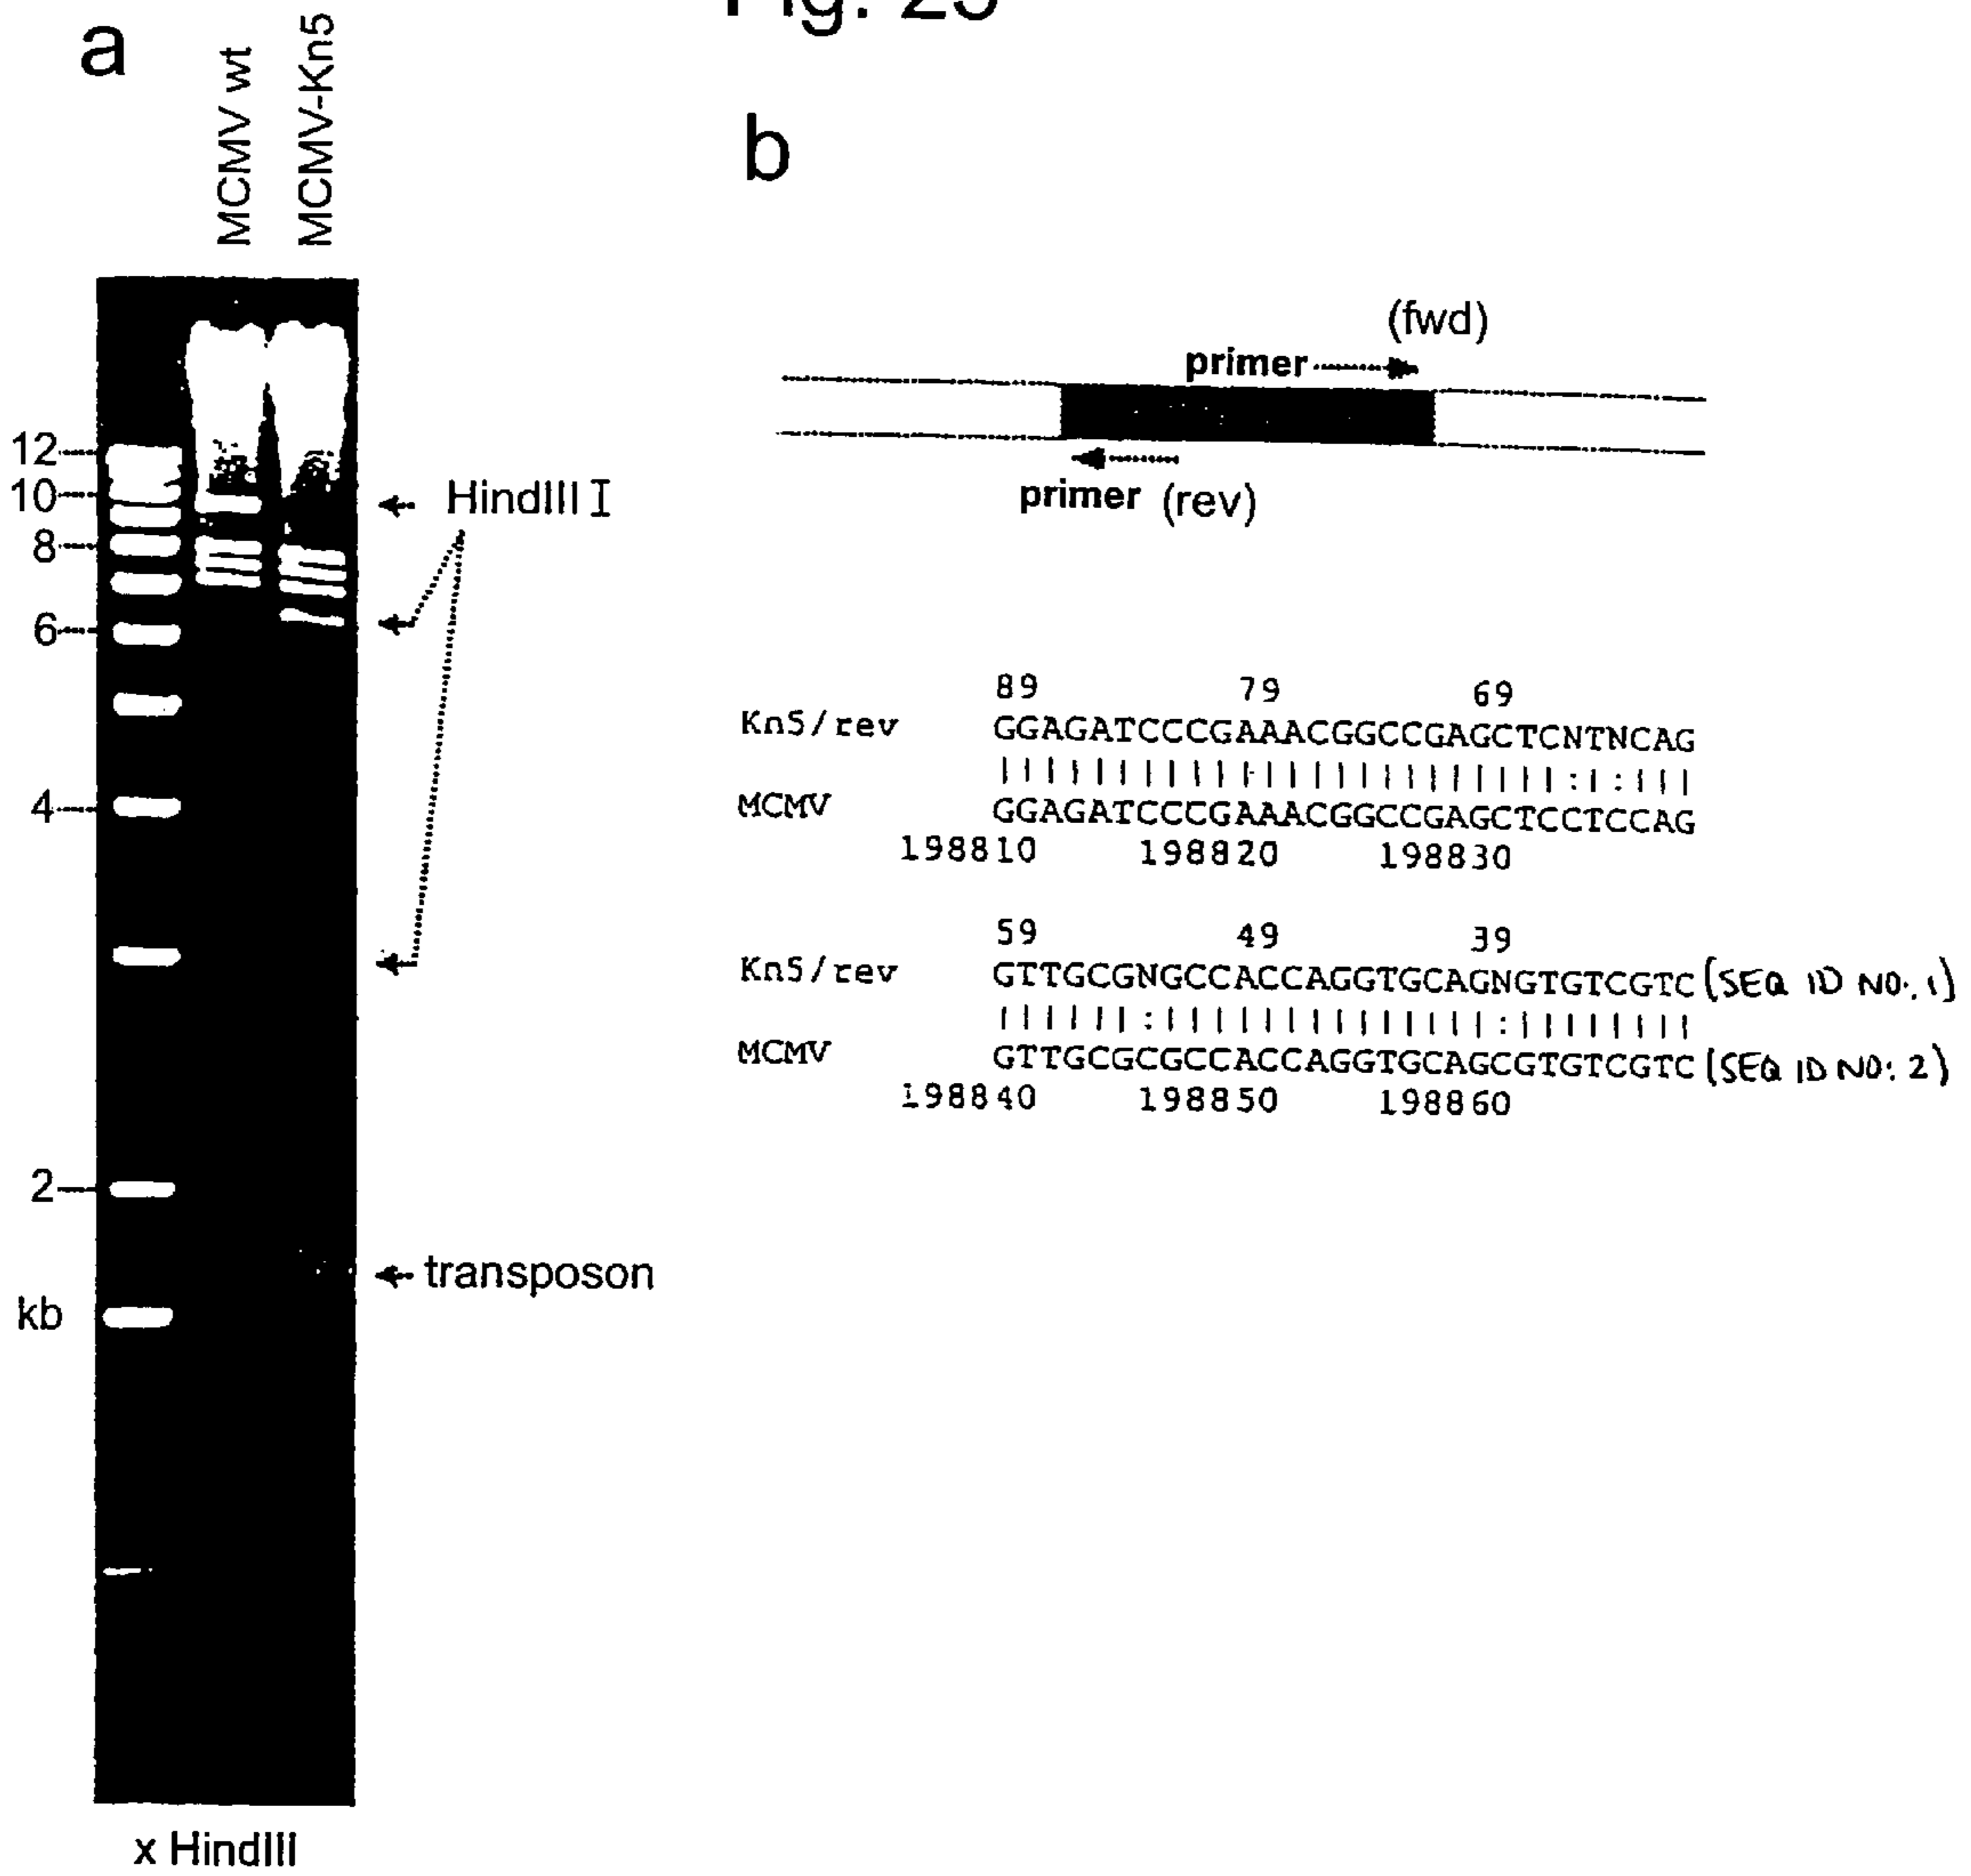 a
MCMV wt
MCMV-Kn5
12
10
8
6
4
2
kb
HindIII I
transposon
x HindIII
b
(fwd)
primer
primer (rev)
89 79 69
Kn5/rev GGAGATCCCGAAACGGCCGAGCTCNTNCAG
MCMV GGAGATCCCGAAACGGCCGAGCTCCTCCAG
198810 198820 198830
59 49 39
Kn5/rev GTTGCGNGCCACCAGGTGCAGNGTGTCGTC (SEQ ID NO: 1)
MCMV GTTGCGCGCCACCAGGTGCAGCGTGTCGTC (SEQ ID NO: 2)
198840 198850 198860